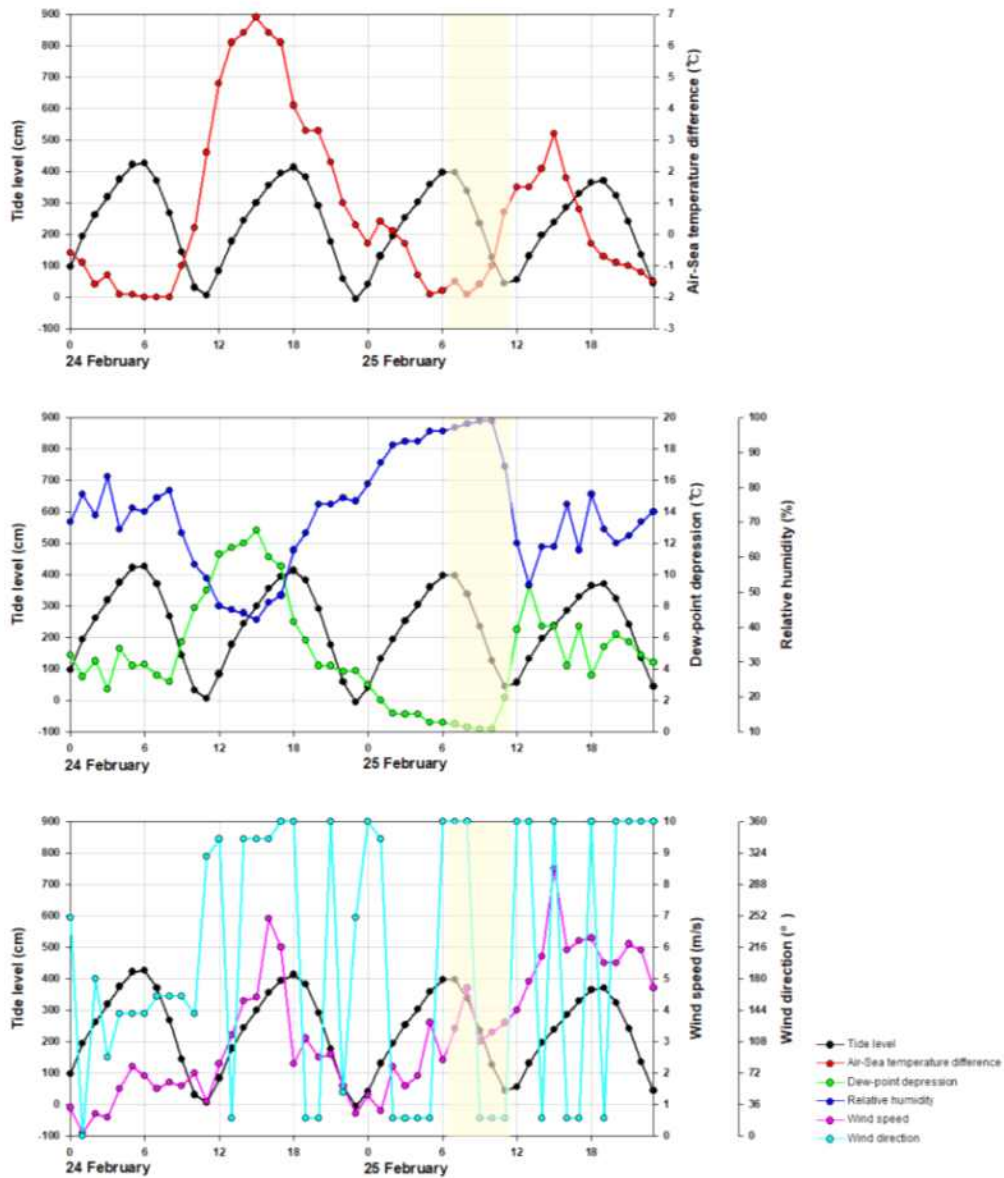 900 800 700 600 500 400 300 200 100 0 -100
Tide level (cm)
7 6 5 4 3 2 1 0 -1 -2 -3
Air-Sea temperature difference (℃)
0 6 12 18 0 6 12 18
24 February 25 February
900 800 700 600 500 400 300 200 100 0 -100
Tide level (cm)
20 18 16 14 12 10 8 6 4 2 0
Dew-point depression (℃)
100 90 80 70 60 50 40 30 20 10
Relative humidity (%)
0 6 12 18 0 6 12 18
24 February 25 February
900 800 700 600 500 400 300 200 100 0 -100
Tide level (cm)
10 9 8 7 6 5 4 3 2 1 0
Wind speed (m/s)
360 324 288 252 216 180 144 108 72 36 0
Wind direction (°)
0 6 12 18 0 6 12 18
24 February 25 February
Tide level
Air-Sea temperature difference
Dew-point depression
Relative humidity
Wind speed
Wind direction